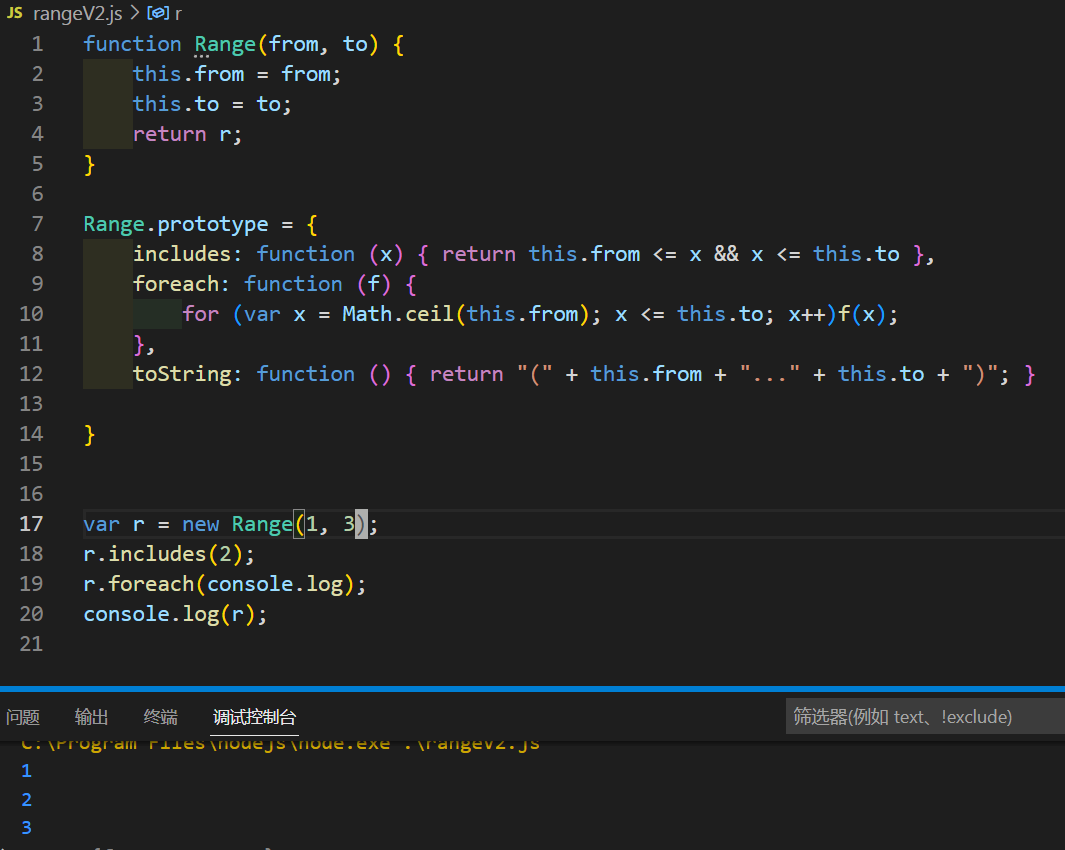 JS rangeV2.js > r
1 function Range(from, to) {
2 this.from = from;
3 this.to = to;
4 return r;
5 }
6
7 Range.prototype = {
8 includes: function (x) { return this.from <= x && x <= this.to },
9 foreach: function (f) {
10 for (var x = Math.ceil(this.from); x <= this.to; x++)f(x);
11 },
12 toString: function () { return "(" + this.from + "..." + this.to + ")"; }
13
14 }
15
16
17 var r = new Range(1, 3);
18 r.includes(2);
19 r.foreach(console.log);
20 console.log(r);
21
问题 输出 终端 调试控制台 筛选器(例如 text、!exclude)
C:\Program Files\nodejs\node.exe .\rangeV2.js
1
2
3